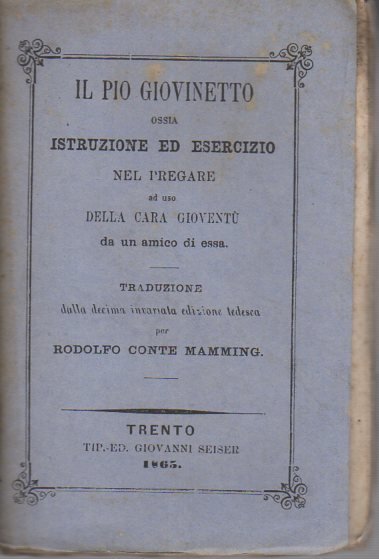 IL PIO GIOVINETTO
OSSIA
ISTRUZIONE ED ESERCIZIO
NEL PREGARE
ad uso
DELLA CARA GIOVENTÙ
da un amico di essa.
TRADUZIONE
dalla decima invariata edizione tedesca
per
RODOLFO CONTE MAMMING.
TRENTO
TIP.-ED. GIOVANNI SEISER
1865.